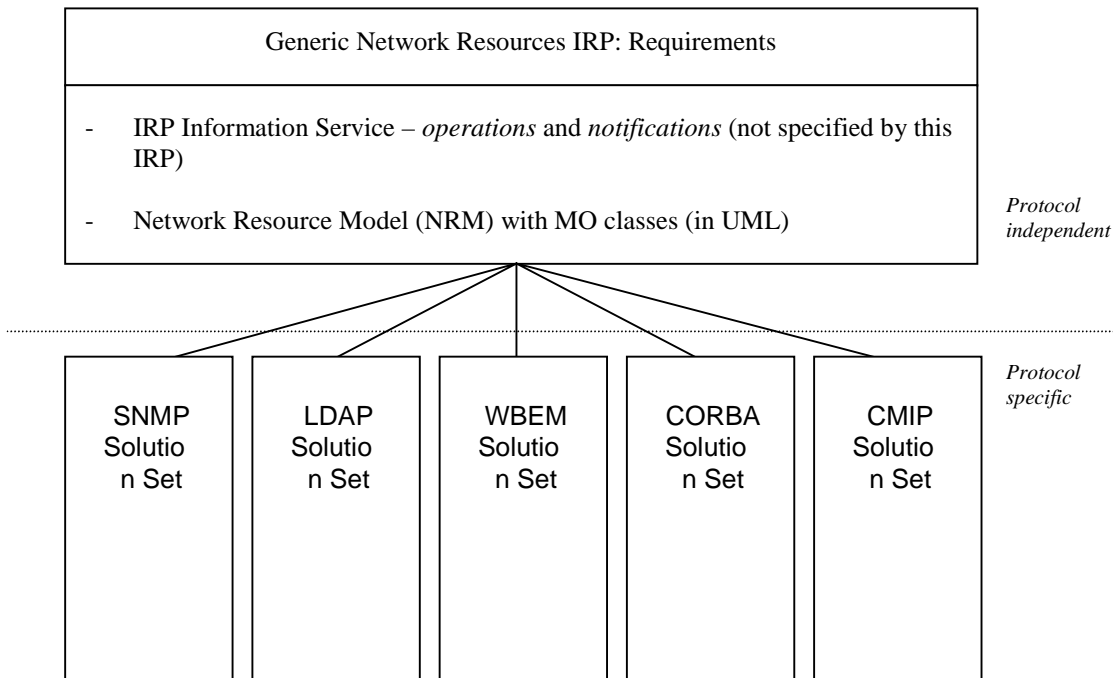 Generic Network Resources IRP: Requirements
- IRP Information Service – operations and notifications (not specified by this
IRP)
- Network Resource Model (NRM) with MO classes (in UML)
Protocol
independent
Protocol
specific
SNMP
Solutio
n Set
LDAP
Solutio
n Set
WBEM
Solutio
n Set
CORBA
Solutio
n Set
CMIP
Solutio
n Set